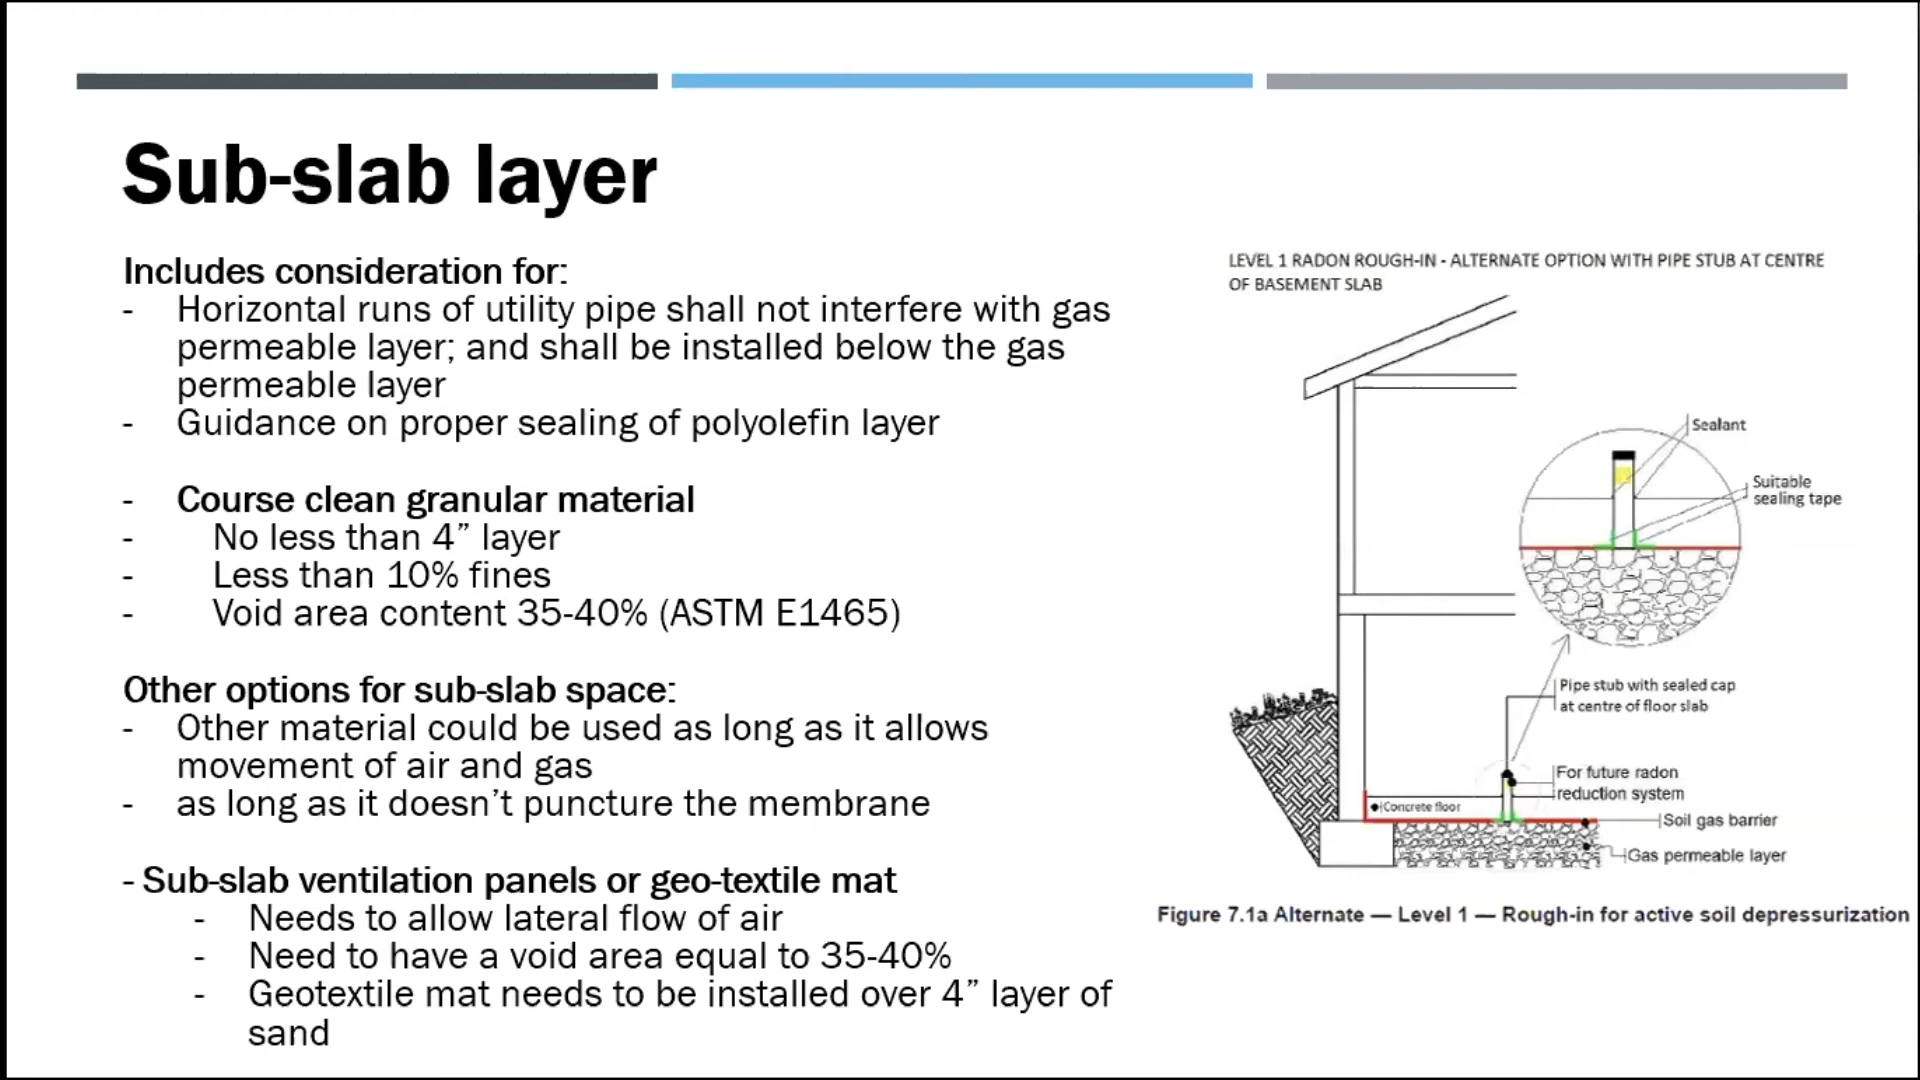 Sub-slab layer
Includes consideration for:
- Horizontal runs of utility pipe shall not interfere with gas
permeable layer; and shall be installed below the gas
permeable layer
- Guidance on proper sealing of polyolefin layer
- Course clean granular material
- No less than 4” layer
- Less than 10% fines
- Void area content 35-40% (ASTM E1465)
Other options for sub-slab space:
- Other material could be used as long as it allows
movement of air and gas
- as long as it doesn’t puncture the membrane
- Sub-slab ventilation panels or geo-textile mat
- Needs to allow lateral flow of air
- Need to have a void area equal to 35-40%
- Geotextile mat needs to be installed over 4” layer of
sand
LEVEL 1 RADON ROUGH-IN - ALTERNATE OPTION WITH PIPE STUB AT CENTRE
OF BASEMENT SLAB
Sealant
Suitable
sealing tape
Pipe stub with sealed cap
at centre of floor slab
For future radon
reduction system
Concrete floor
Soil gas barrier
Gas permeable layer
Figure 7.1a Alternate — Level 1 — Rough-in for active soil depressurization